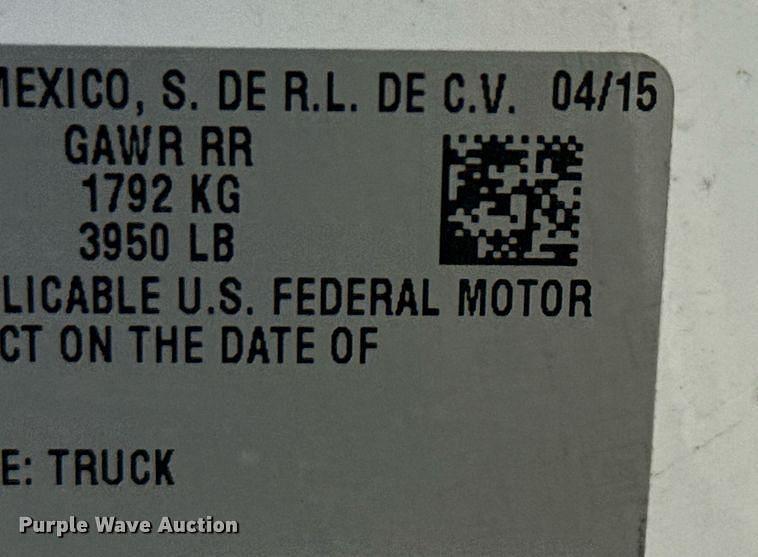 MEXICO, S. DE R.L. DE C.V. 04/15
GAWR RR
1792 KG
3950 LB
LICABLE U.S. FEDERAL MOTOR
CT ON THE DATE OF
E: TRUCK
Purple Wave Auction